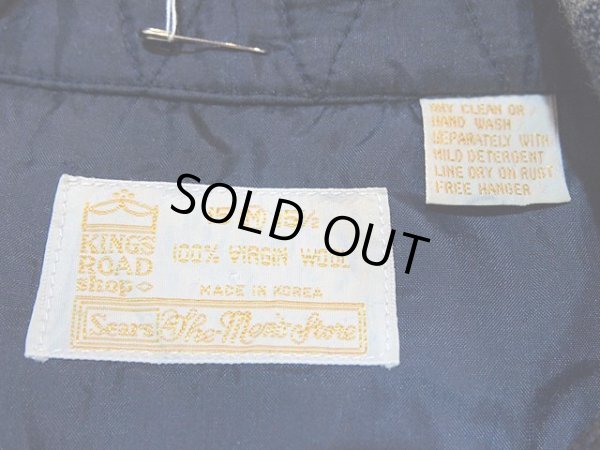 DRY CLEAN OR
HAND WASH
SEPARATELY WITH
MILD DETERGENT
LINE DRY ON RUST
FREE HANGER
KINGS
ROAD
shop
100% VIRGIN WOOL
MADE IN KOREA
Sears The Men's Store
SOLD OUT